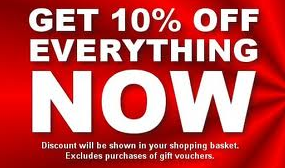 GET 10% OFF
EVERYTHING
NOW
Discount will be shown in your shopping basket.
Excludes purchases of gift vouchers.